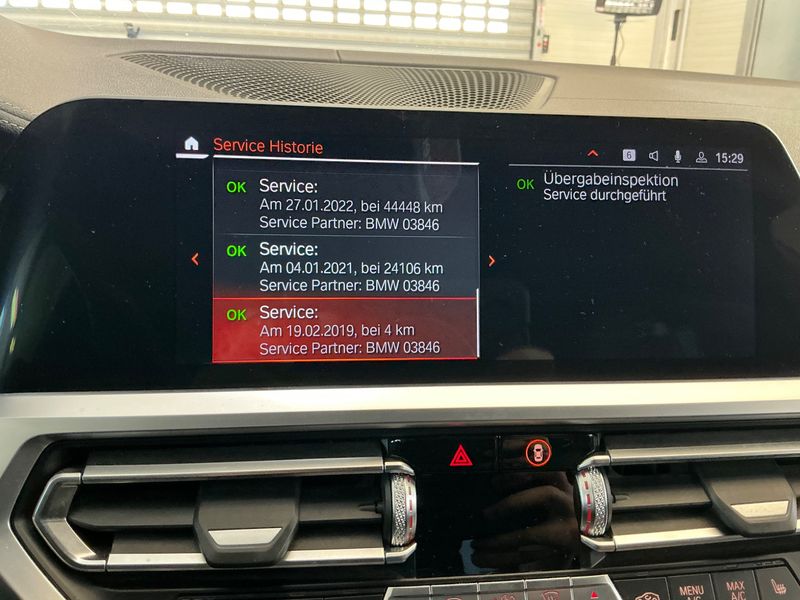 Service Historie
6 15:29
OK Service:
Am 27.01.2022, bei 44448 km
Service Partner: BMW 03846
OK Service:
Am 04.01.2021, bei 24106 km
Service Partner: BMW 03846
OK Service:
Am 19.02.2019, bei 4 km
Service Partner: BMW 03846
OK Übergabeinspektion
Service durchgeführt
MENU
A/C
MAX
A/C